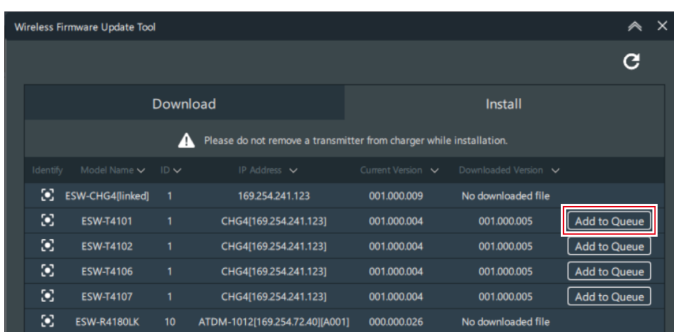 Wireless Firmware Update Tool
Download Install
Please do not remove a transmitter from charger while installation.
Identify Model Name ID IP Address Current Version Downloaded Version
ESW-CHG4[linked] 1 169.254.241.123 001.000.009 No downloaded file
ESW-T4101 1 CHG4[169.254.241.123] 001.000.004 001.000.005 Add to Queue
ESW-T4102 1 CHG4[169.254.241.123] 001.000.004 001.000.005 Add to Queue
ESW-T4106 1 CHG4[169.254.241.123] 001.000.004 001.000.005 Add to Queue
ESW-T4107 1 CHG4[169.254.241.123] 001.000.004 001.000.005 Add to Queue
ESW-R4180LK 10 ATDM-1012[169.254.72.40][A001] 000.000.026 No downloaded file